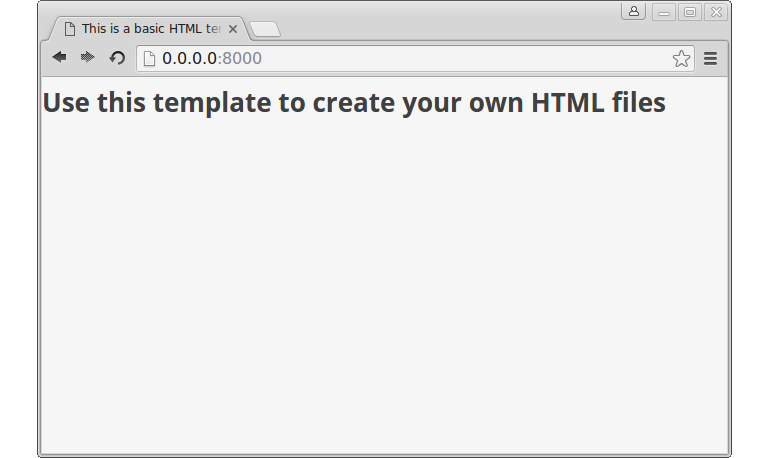 This is a basic HTML te
0.0.0.0:8000
Use this template to create your own HTML files